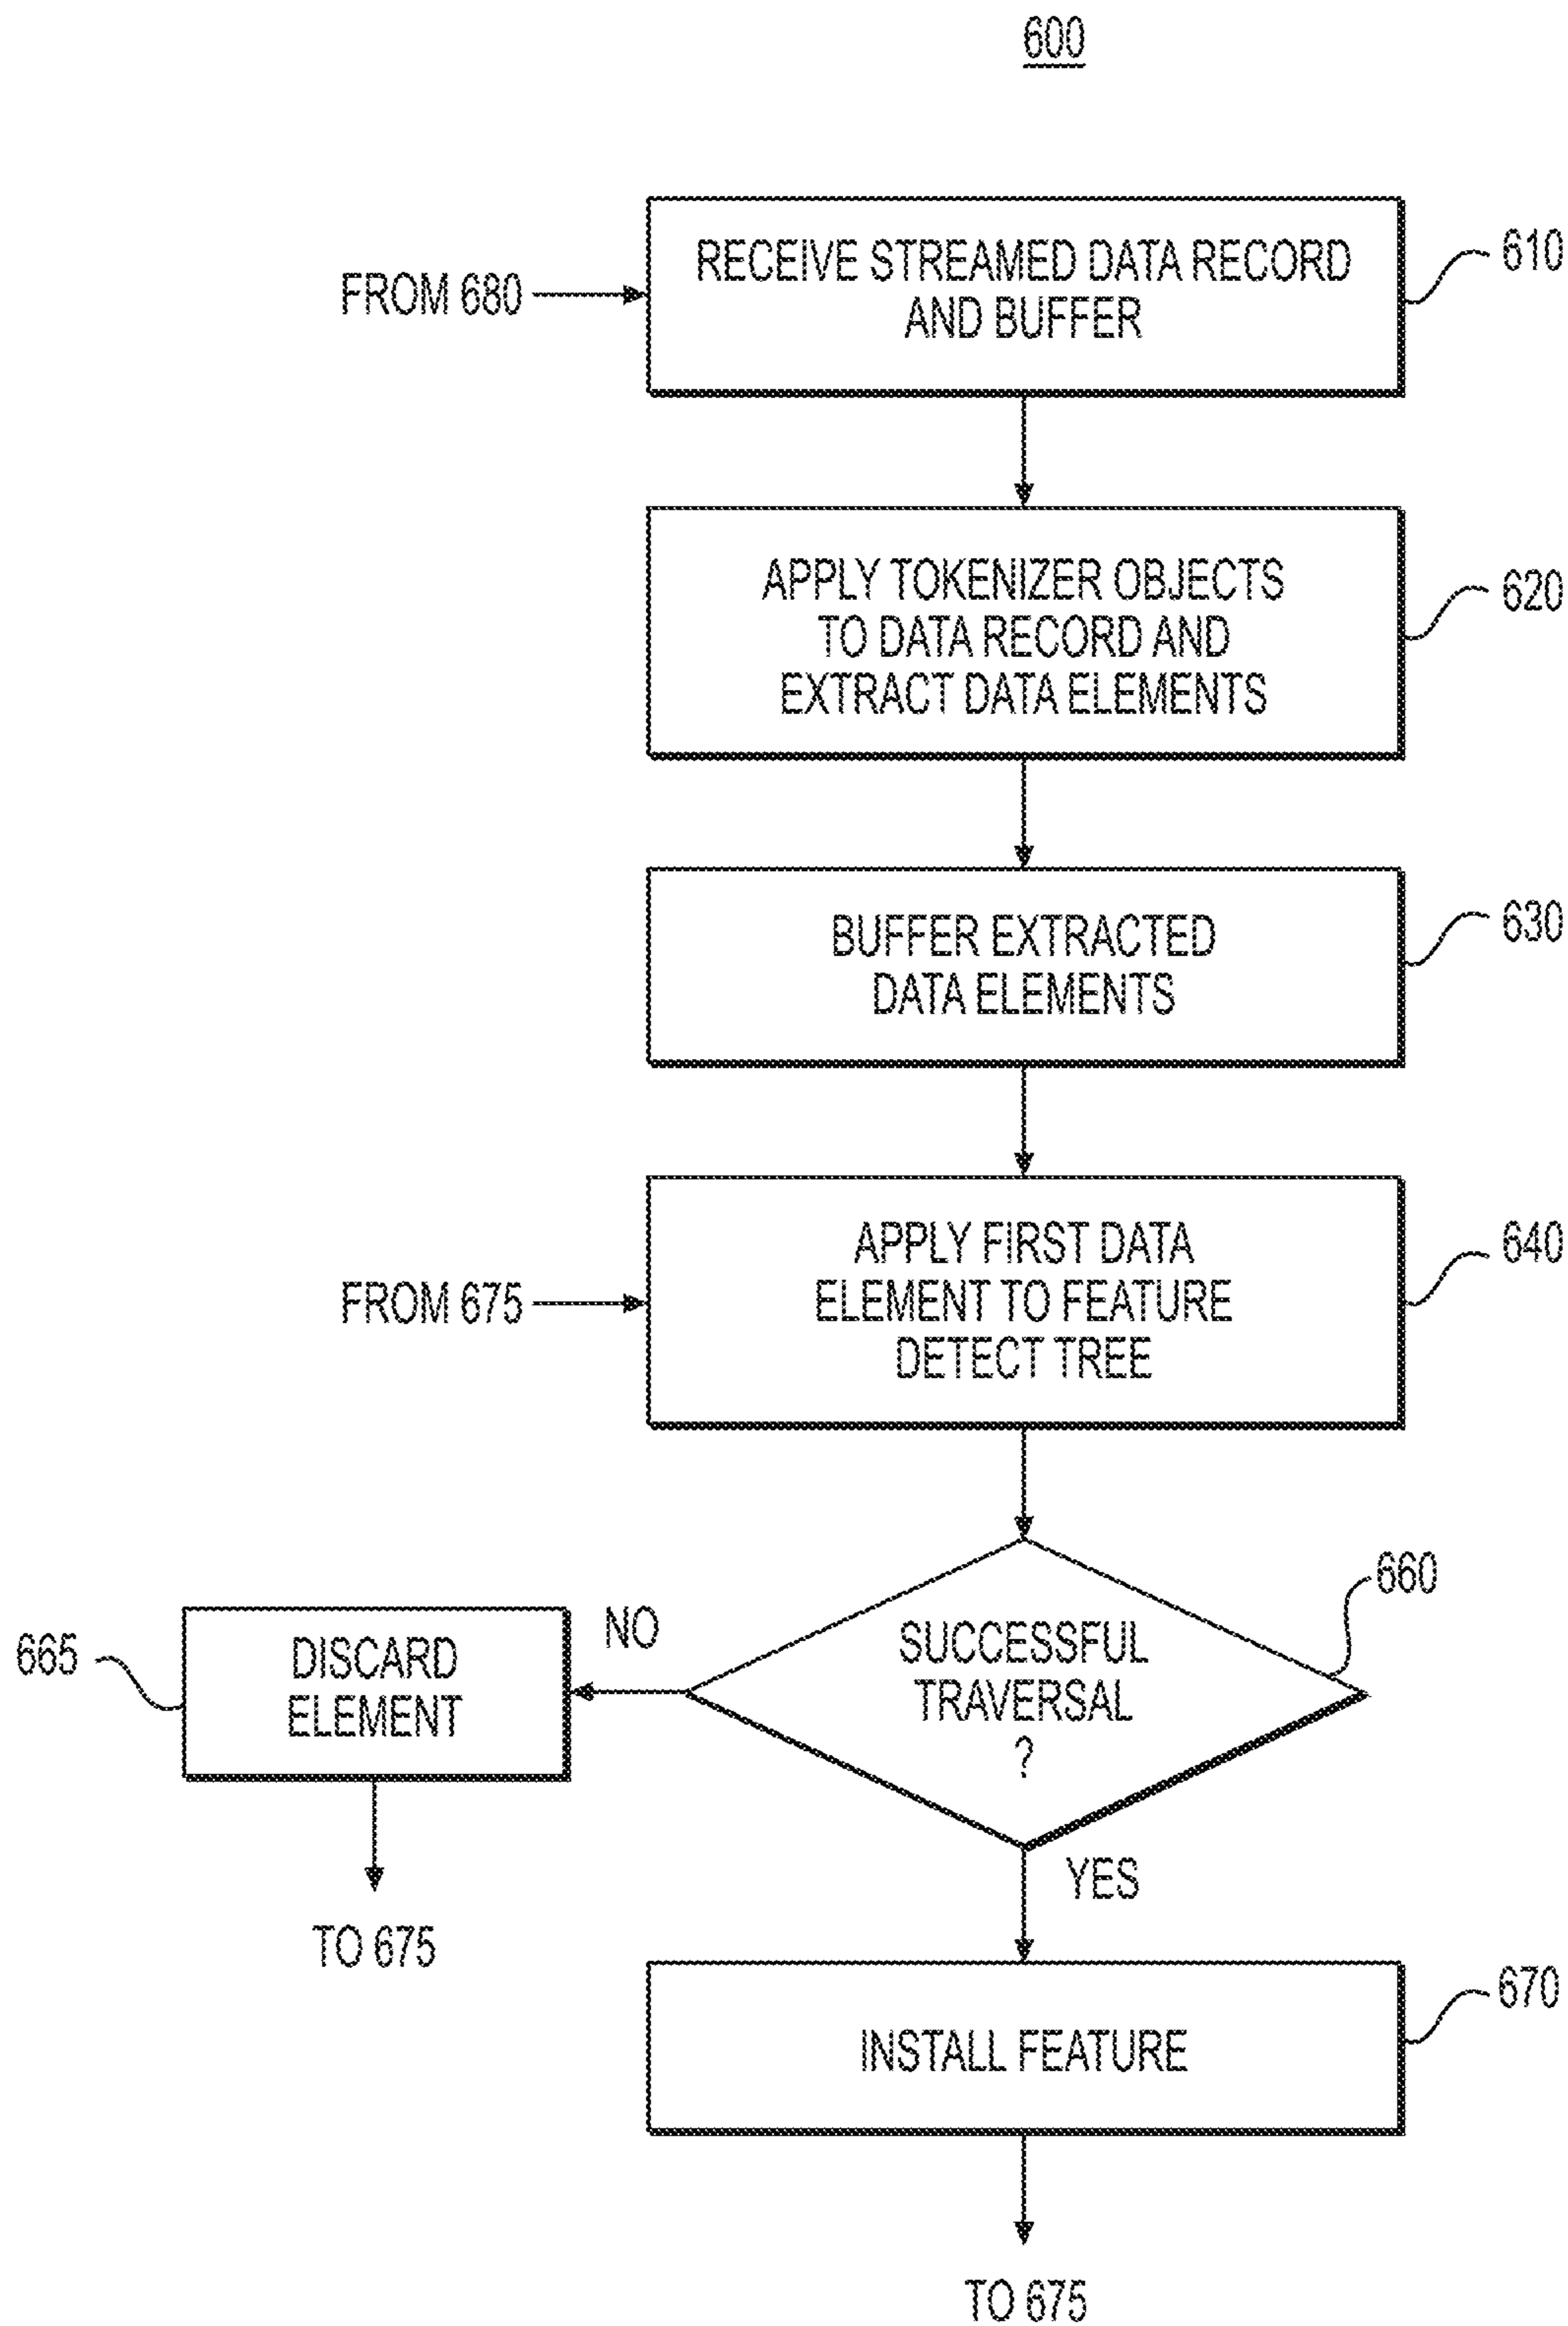 600
FROM 680
RECEIVE STREAMED DATA RECORD
AND BUFFER
610
APPLY TOKENIZER OBJECTS
TO DATA RECORD AND
EXTRACT DATA ELEMENTS
620
BUFFER EXTRACTED
DATA ELEMENTS
630
FROM 675
APPLY FIRST DATA
ELEMENT TO FEATURE
DETECT TREE
640
SUCCESSFUL
TRAVERSAL
?
660
NO
665
DISCARD
ELEMENT
TO 675
YES
INSTALL FEATURE
670
TO 675